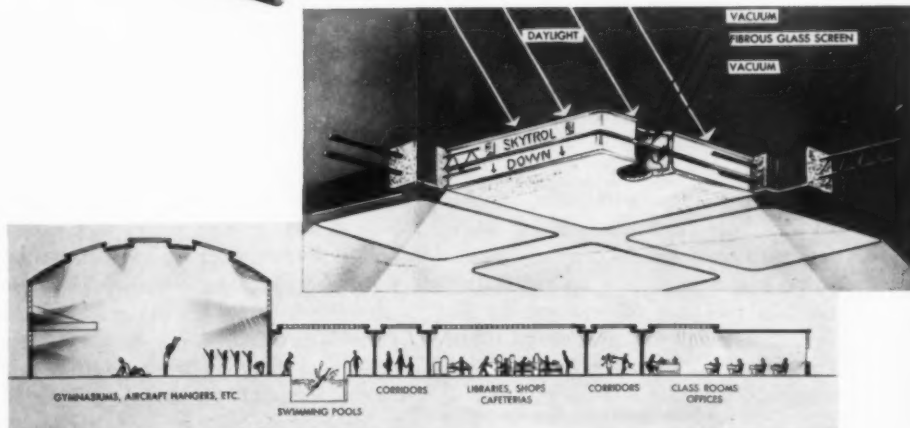 VACUUM
DAYLIGHT
FIBROUS GLASS SCREEN
VACUUM
SKYTROL
DOWN
GYMNASIUMS, AIRCRAFT HANGERS, ETC.
SWIMMING POOLS
CORRIDORS
LIBRARIES, SHOPS
CAFETERIAS
CORRIDORS
CLASS ROOMS
OFFICES